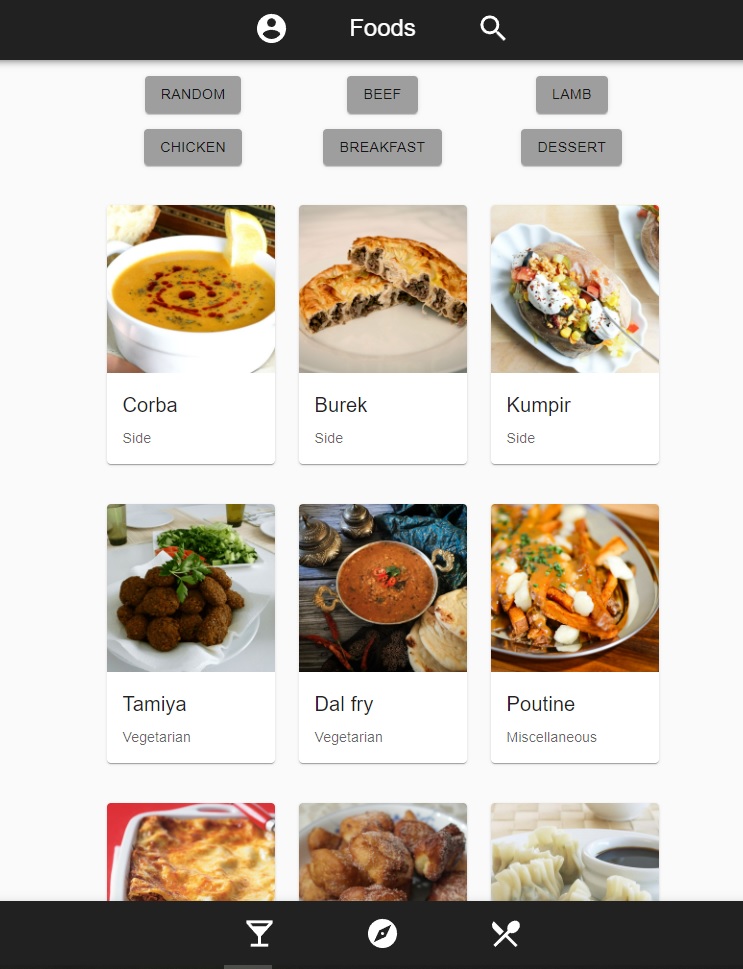 Foods
RANDOM BEEF LAMB
CHICKEN BREAKFAST DESSERT
Corba Burek Kumpir
Side Side Side
Tamiya Dal fry Poutine
Vegetarian Vegetarian Miscellaneous